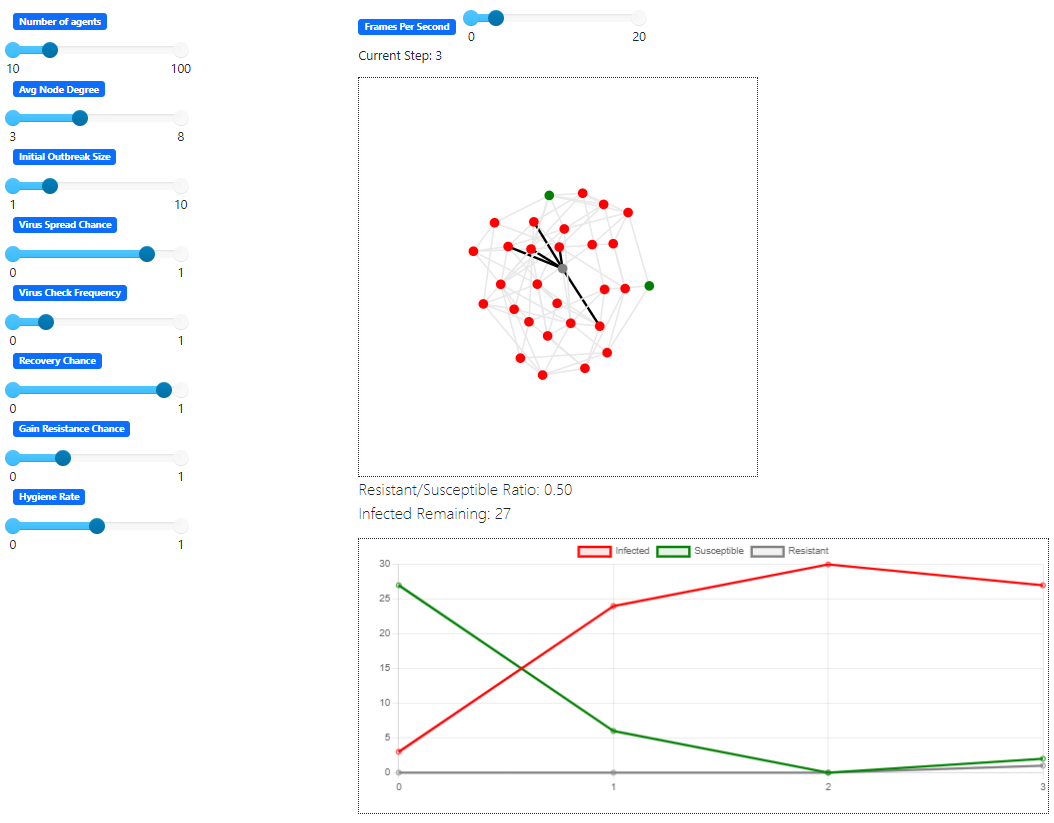 Number of agents
10 100
Avg Node Degree
3 8
Initial Outbreak Size
1 10
Virus Spread Chance
0 1
Virus Check Frequency
0 1
Recovery Chance
0 1
Gain Resistance Chance
0 1
Hygiene Rate
0 1
Frames Per Second
0 20
Current Step: 3
Resistant/Susceptible Ratio: 0.50
Infected Remaining: 27
Infected Susceptible Resistant
30
25
20
15
10
5
0
0 1 2 3